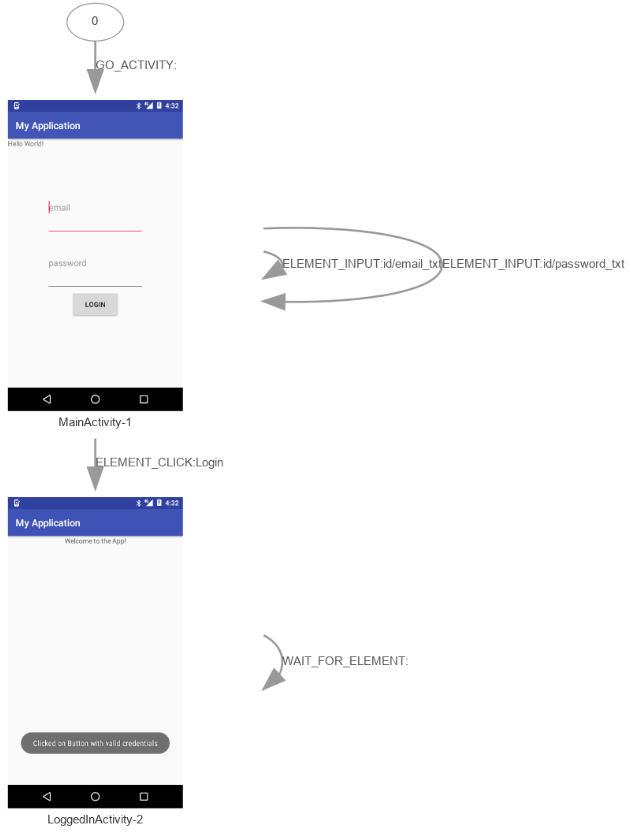 0
GO_ACTIVITY:
4:32
My Application
Hello World!
email
password
LOGIN
ELEMENT_INPUT:id/email_txt
ELEMENT_INPUT:id/password_txt
MainActivity-1
ELEMENT_CLICK:Login
4:32
My Application
Welcome to the App!
WAIT_FOR_ELEMENT:
Clicked on Button with valid credentials
LoggedInActivity-2